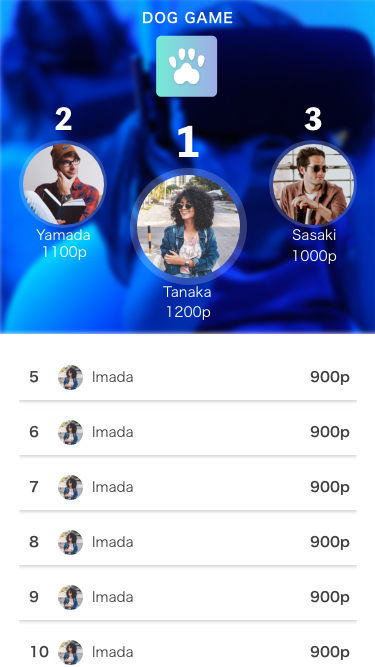 DOG GAME
2
1
3
Yamada
1100p
Tanaka
1200p
Sasaki
1000p
5 Imada 900p
6 Imada 900p
7 Imada 900p
8 Imada 900p
9 Imada 900p
10 Imada 900p